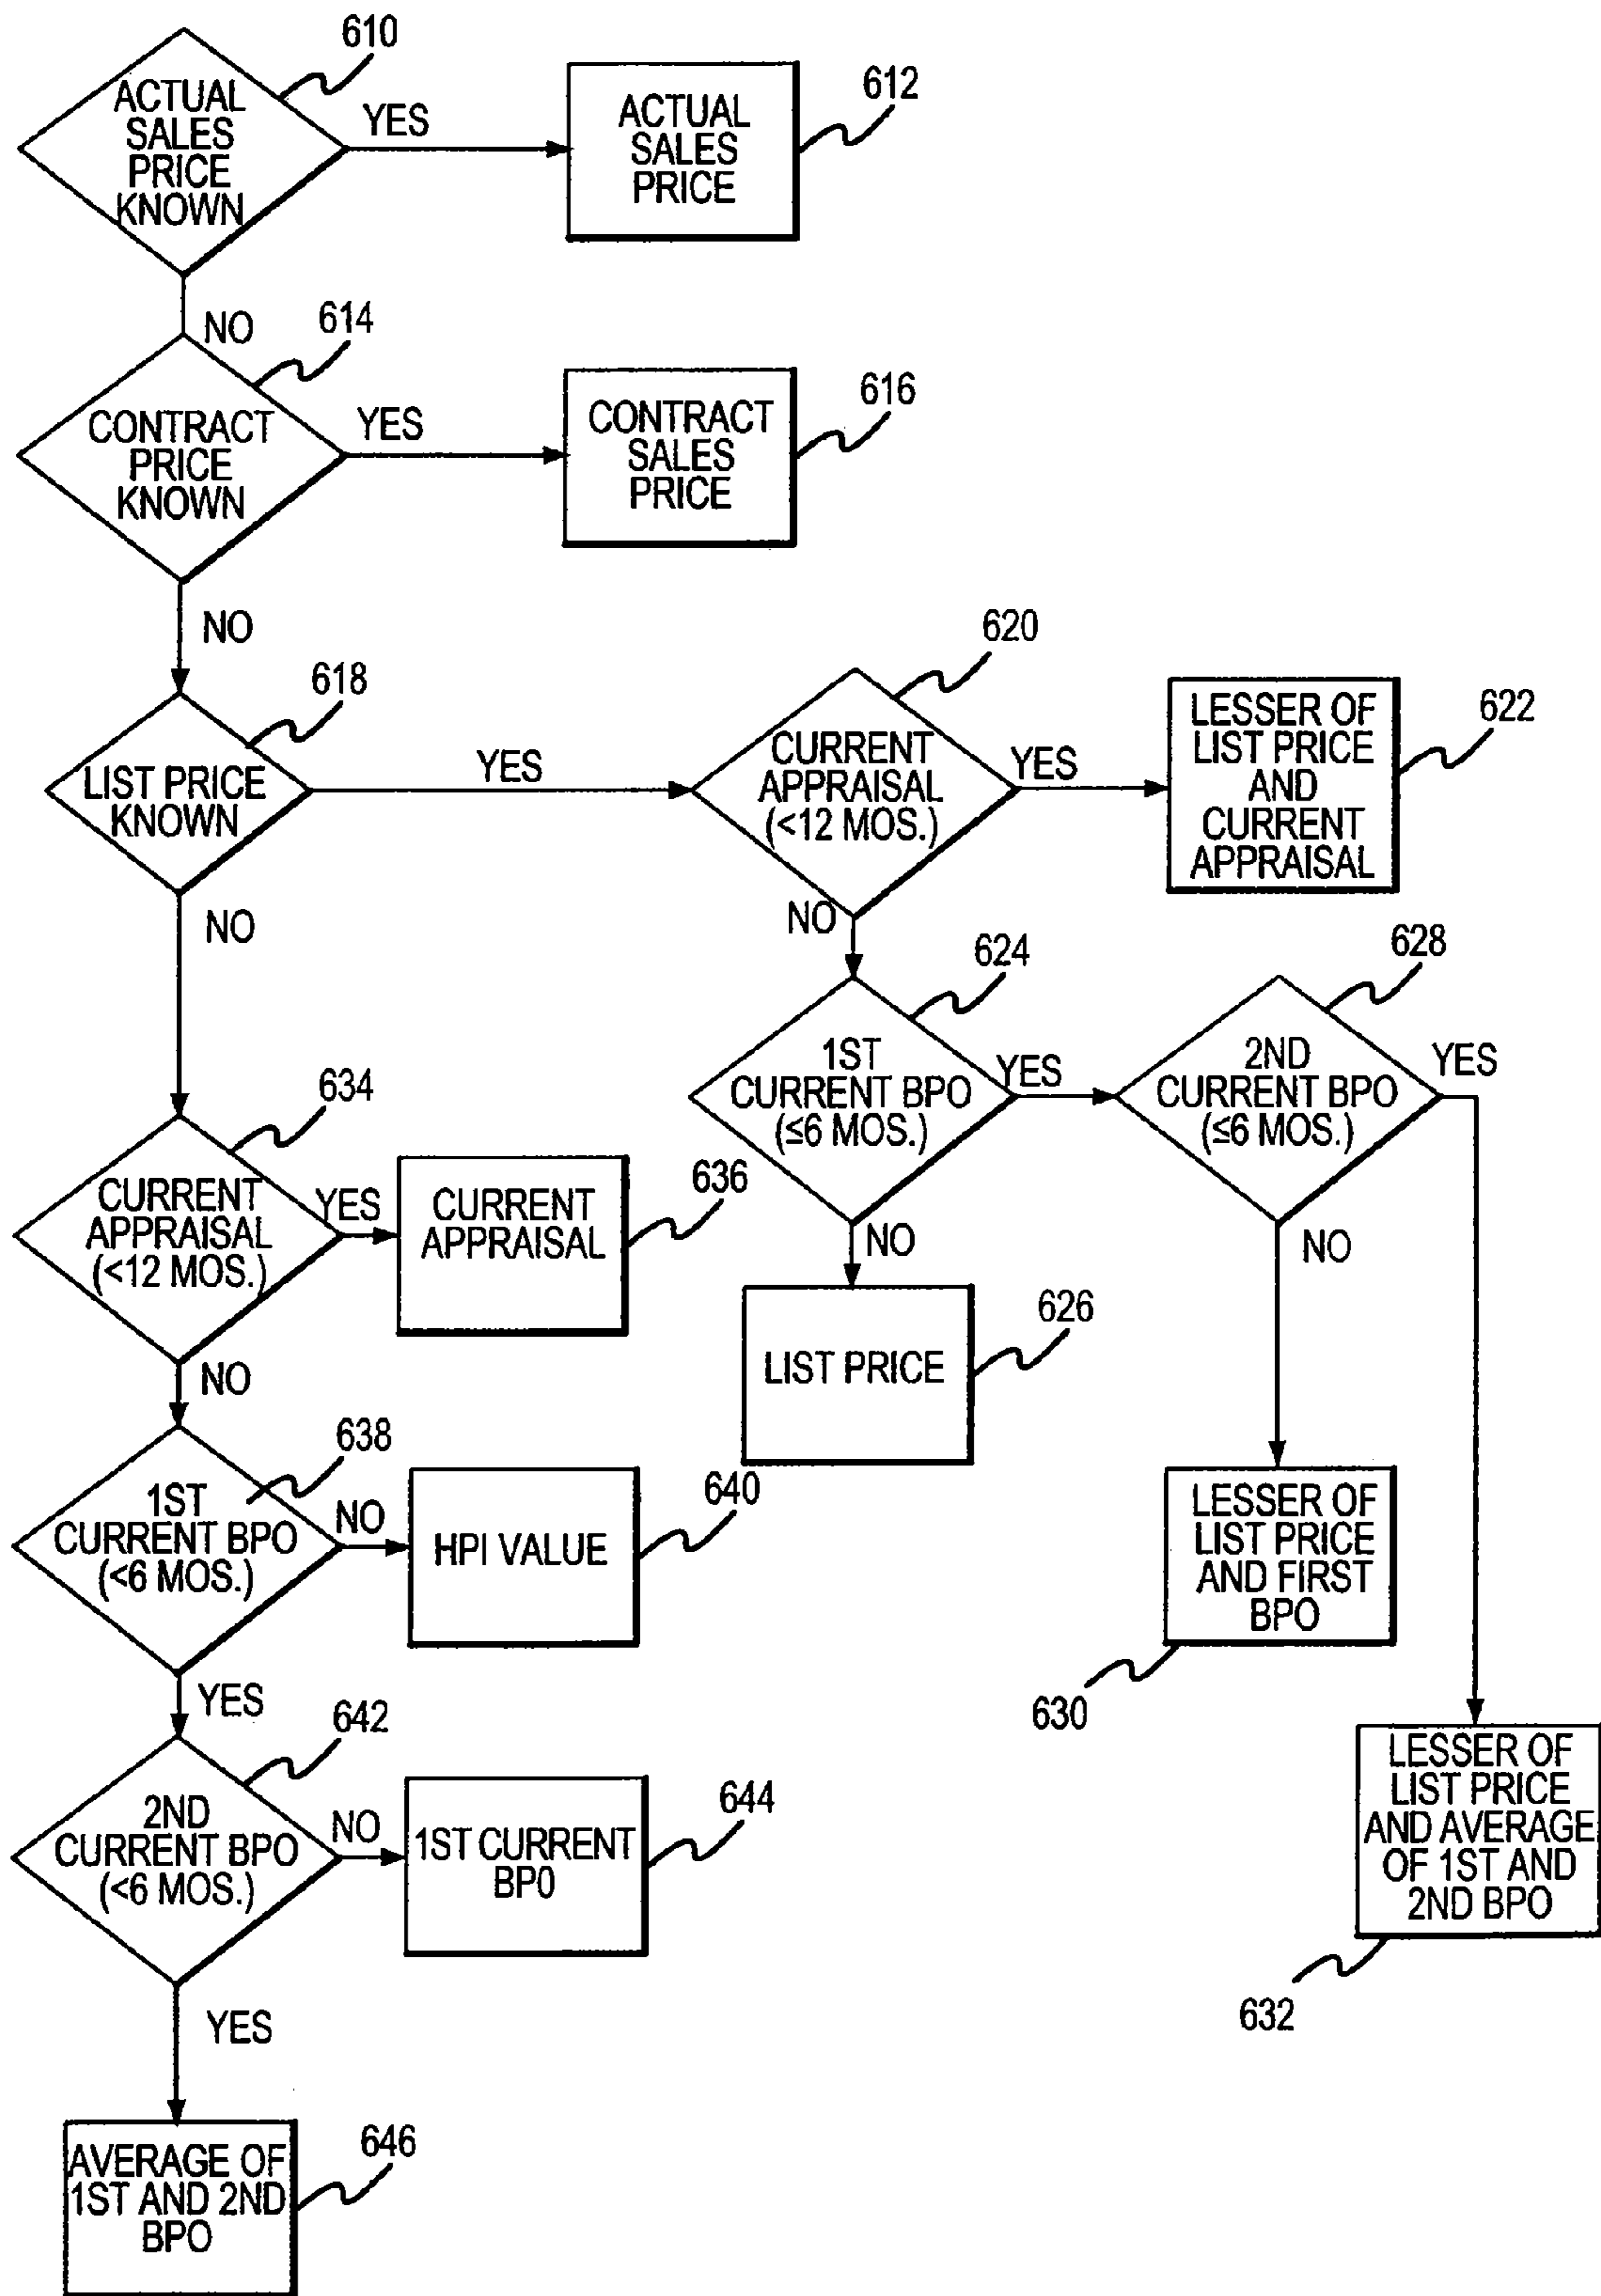 610
ACTUAL
SALES
PRICE
KNOWN
YES
ACTUAL
SALES
PRICE
612
NO
614
CONTRACT
PRICE
KNOWN
YES
CONTRACT
SALES
PRICE
616
NO
618
LIST PRICE
KNOWN
YES
620
CURRENT
APPRAISAL
(<12 MOS.)
YES
LESSER OF
LIST PRICE
AND
CURRENT
APPRAISAL
622
NO
NO
624
1ST
CURRENT BPO
(≤6 MOS.)
YES
628
2ND
CURRENT BPO
(≤6 MOS.)
YES
NO
LIST PRICE
626
NO
LESSER OF
LIST PRICE
AND FIRST
BPO
630
LESSER OF
LIST PRICE
AND AVERAGE
OF 1ST AND
2ND BPO
632
634
CURRENT
APPRAISAL
(<12 MOS.)
YES
CURRENT
APPRAISAL
636
NO
638
1ST
CURRENT BPO
(<6 MOS.)
NO
HPI VALUE
640
YES
642
2ND
CURRENT BPO
(<6 MOS.)
NO
1ST CURRENT
BPO
644
YES
AVERAGE OF
1ST AND 2ND
BPO
646